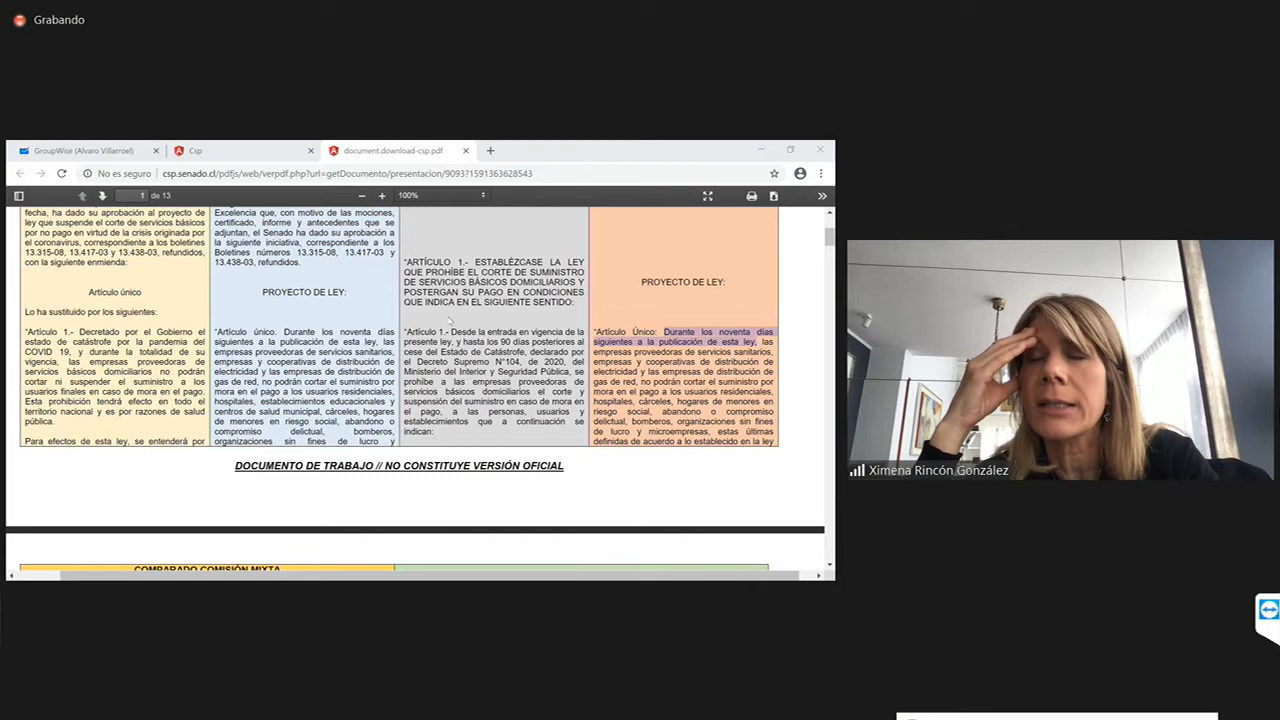 Grabando
GroupWise (Alvaro Villarroel)
Csp
document.download-csp.pdf
No es seguro
csp.senado.cl/pdfjs/web/verpdf.php?url=getDocumento/presentacion/9093?1591363628543
1 de 13
100%
fecha, ha dado su aprobación al proyecto de
ley que suspende el corte de servicios básicos
por no pago en virtud de la crisis originada por
el coronavirus, correspondiente a los boletines
13.315-08, 13.417-03 y 13.438-03, refundidos,
con la siguiente enmienda:
Artículo único
Lo ha sustituido por los siguientes:
"Artículo 1.- Decretado por el Gobierno el
estado de catástrofe por la pandemia del
COVID 19, y durante la totalidad de su
vigencia, las empresas proveedoras de
servicios básicos domiciliarios no podrán
cortar ni suspender el suministro a los
usuarios finales en caso de mora en el pago.
Esta prohibición tendrá efecto en todo el
territorio nacional y es por razones de salud
pública.
Para efectos de esta ley, se entenderá por
Excelencia que, con motivo de las mociones,
certificado, informe y antecedentes que se
adjuntan, el Senado ha dado su aprobación a
la siguiente iniciativa, correspondiente a los
Boletines números 13.315-08, 13.417-03 y
13.438-03, refundidos.
PROYECTO DE LEY:
"Artículo único. Durante los noventa días
siguientes a la publicación de esta ley, las
empresas proveedoras de servicios sanitarios,
electricidad y las empresas de distribución de
gas de red, no podrán cortar el suministro por
mora en el pago a los usuarios residenciales,
hospitales, establecimientos educacionales y
centros de salud municipal, cárceles, hogares
de menores en riesgo social, abandono o
compromiso delictual, bomberos,
organizaciones sin fines de lucro y
"ARTÍCULO 1.- ESTABLÉZCASE LA LEY
QUE PROHÍBE EL CORTE DE SUMINISTRO
DE SERVICIOS BÁSICOS DOMICILIARIOS Y
POSTERGAN SU PAGO EN CONDICIONES
QUE INDICA EN EL SIGUIENTE SENTIDO:
"Artículo 1.- Desde la entrada en vigencia de la
presente ley, y hasta los 90 días posteriores al
cese del Estado de Catástrofe, declarado por
el Decreto Supremo N°104, de 2020, del
Ministerio del Interior y Seguridad Pública, se
prohíbe a las empresas proveedoras de
servicios básicos domiciliarios el corte y
suspensión del suministro en caso de mora en
el pago, a las personas, usuarios y
establecimientos que a continuación se
indican:
PROYECTO DE LEY:
"Artículo Único: Durante los noventa días
siguientes a la publicación de esta ley, las
empresas proveedoras de servicios sanitarios,
empresas y cooperativas de distribución de
electricidad y las empresas de distribución de
gas de red, no podrán cortar el suministro por
mora en el pago a los usuarios residenciales,
hospitales, cárceles, hogares de menores en
riesgo social, abandono o compromiso
delictual, bomberos, organizaciones sin fines
de lucro y microempresas, estas últimas
definidas de acuerdo a lo establecido en la ley
DOCUMENTO DE TRABAJO // NO CONSTITUYE VERSIÓN OFICIAL
COMPARADO COMISIÓN MIXTA
Ximena Rincón González